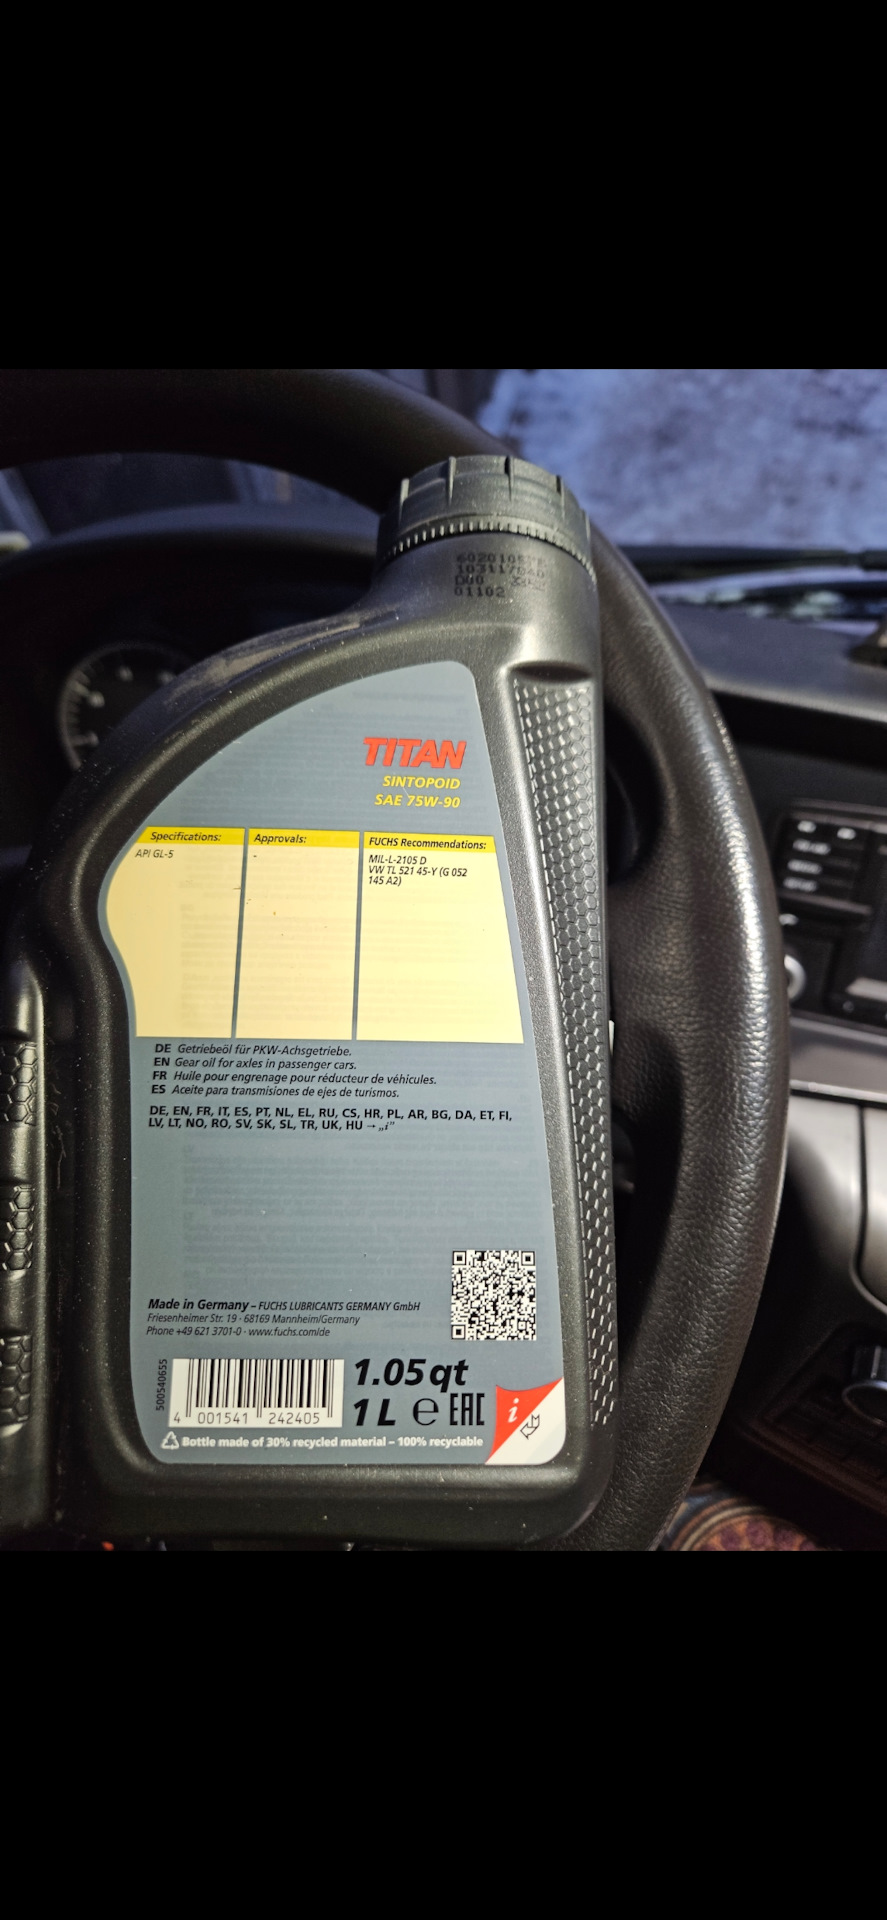 01102
TITAN
SINTOPOID
SAE 75W-90
Specifications:
API GL-5
Approvals:
-
FUCHS Recommendations:
MIL-L-2105 D
VW TL 521 45-Y (G 052
145 A2)
DE Getriebeöl für PKW-Achsgetriebe.
EN Gear oil for axles in passenger cars.
FR Huile pour engrenage pour réducteur de véhicules.
ES Aceite para transmisiones de ejes de turismos.
DE, EN, FR, IT, ES, PT, NL, EL, RU, CS, HR, PL, AR, BG, DA, ET, FI,
LV, LT, NO, RO, SV, SK, SL, TR, UK, HU → „i"
Made in Germany – FUCHS LUBRICANTS GERMANY GmbH
Friesenheimer Str. 19 · 68169 Mannheim/Germany
Phone +49 621 3701-0 · www.fuchs.com/de
500540655
4 001541 242405
1.05 qt
1 L e EAC
i
Bottle made of 30% recycled material – 100% recyclable